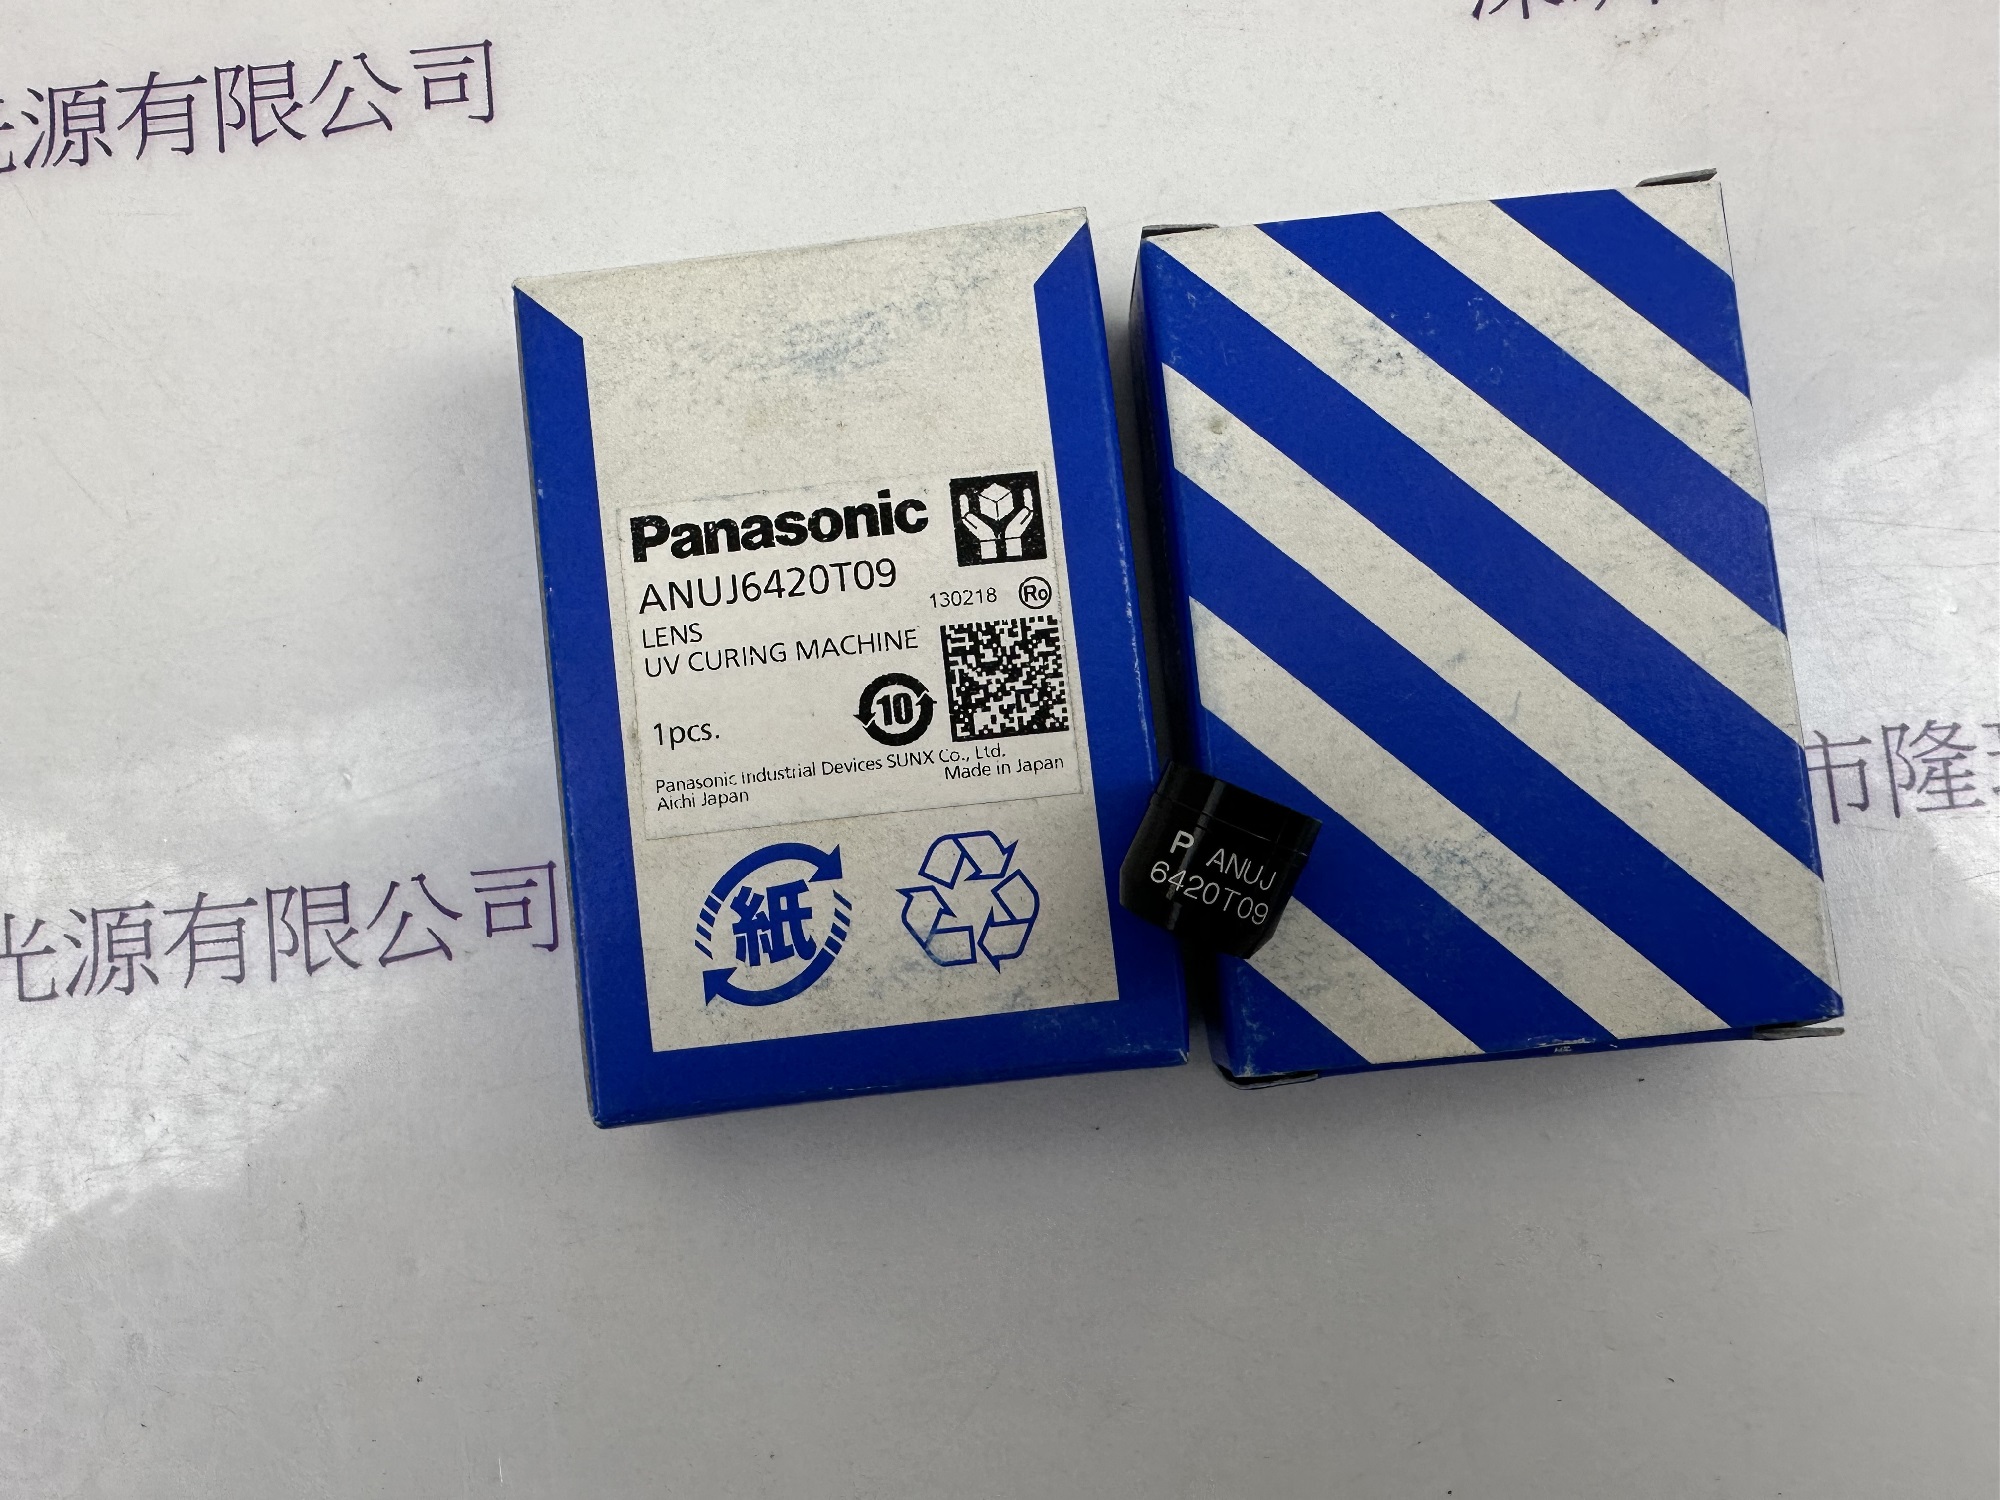 源有限公司
Panasonic
ANUJ6420T09
130218 Ro
LENS
UV CURING MACHINE
10
1pcs.
Panasonic Industrial Devices SUNX Co., Ltd.
Aichi Japan
Made in Japan
紙
P ANUJ
6420T09
市隆
光源有限公司